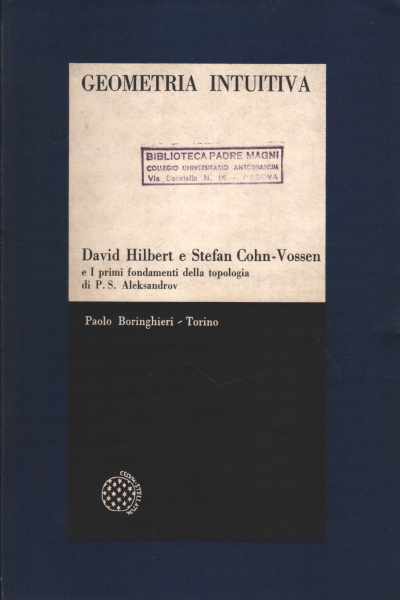 GEOMETRIA INTUITIVA
BIBLIOTECA PADRE MAGNI
COLLEGIO UNIVERSITARIO ANTONIANUM
Via Donatello N. 16 - PADOVA
David Hilbert e Stefan Cohn-Vossen
e I primi fondamenti della topologia
di P. S. Aleksandrov
Paolo Boringhieri - Torino